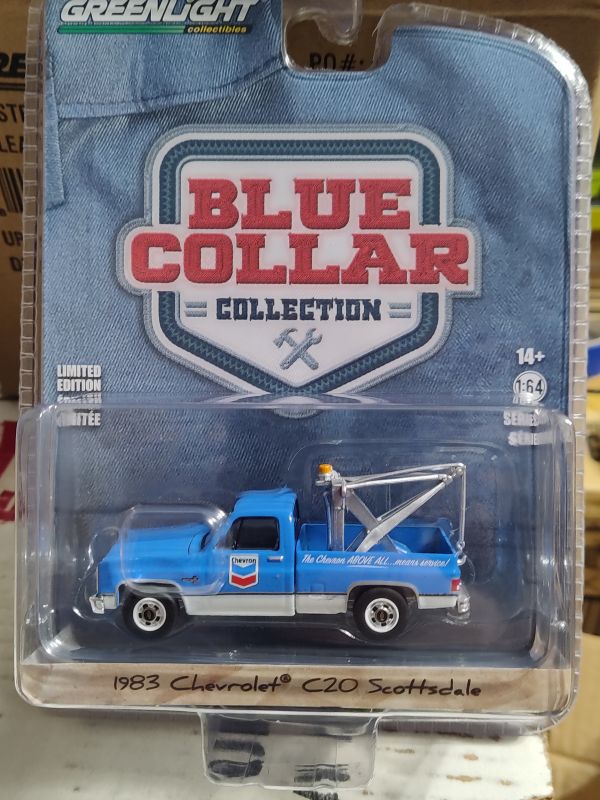 GREENLIGHT
collectibles
PO#:
BLUE
COLLAR
COLLECTION
14+
1:64
LIMITED
EDITION
Chevron
The Chevron ABOVE ALL...means service!
1983 Chevrolet® C20 Scottsdale